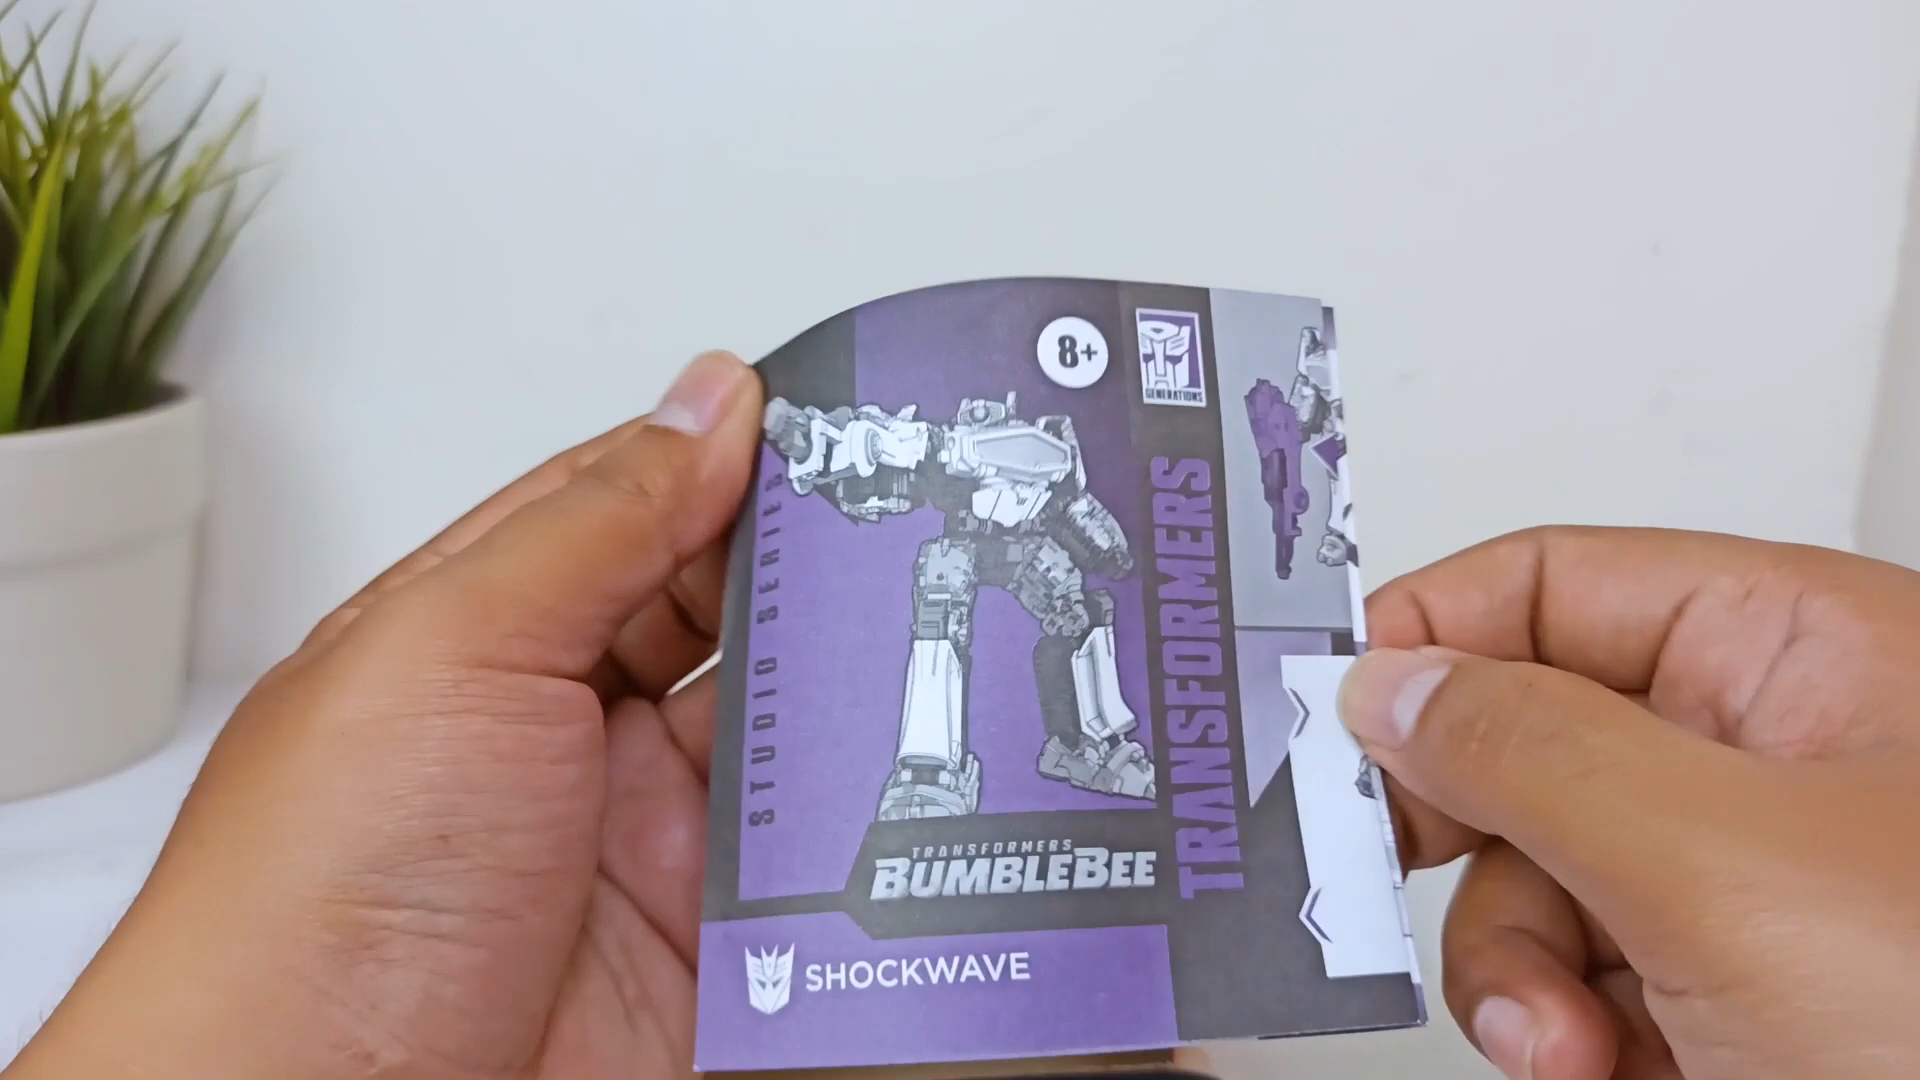 8+
GENERATIONS
STUDIO SERIES
TRANSFORMERS
TRANSFORMERS
BUMBLEBEE
SHOCKWAVE